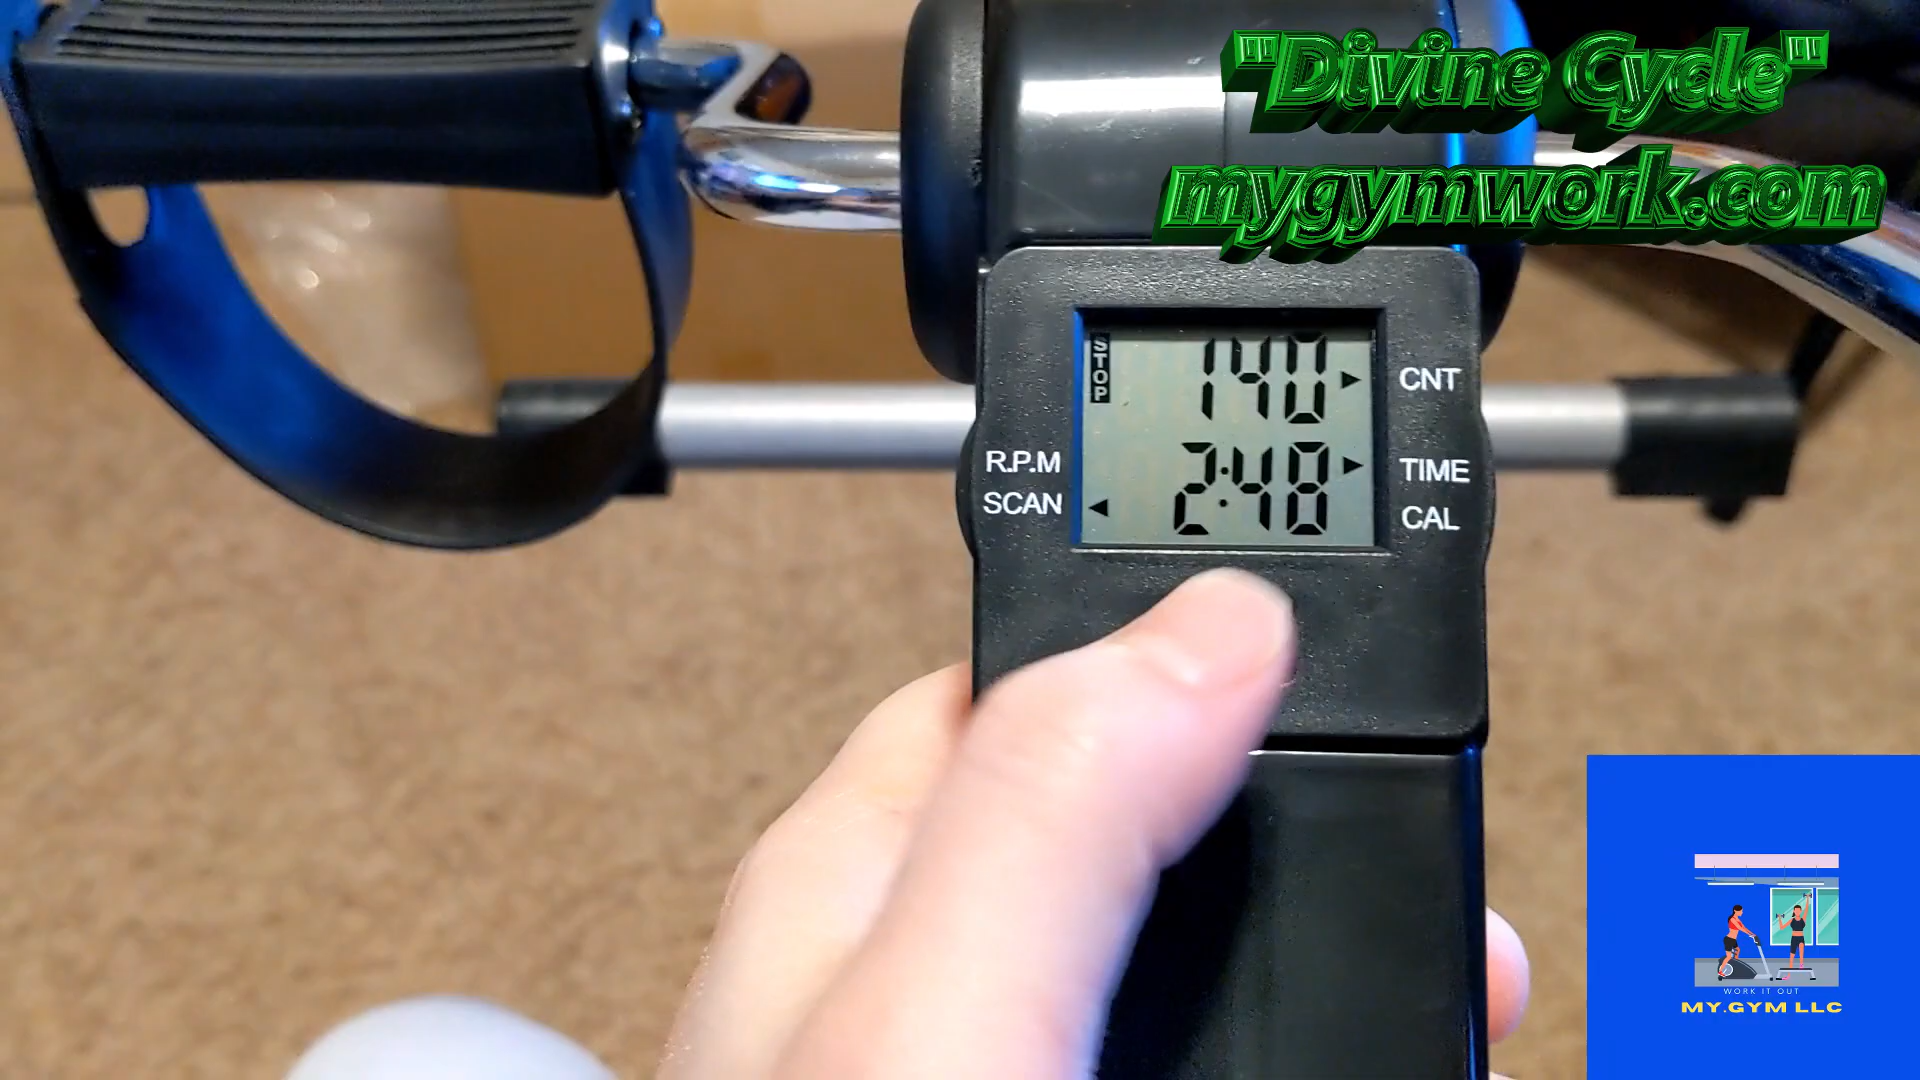 "Divine Cycle"
mygymwork.com
STOP
140
CNT
R.P.M
2:48
TIME
SCAN
CAL
WORK IT OUT
MY.GYM LLC